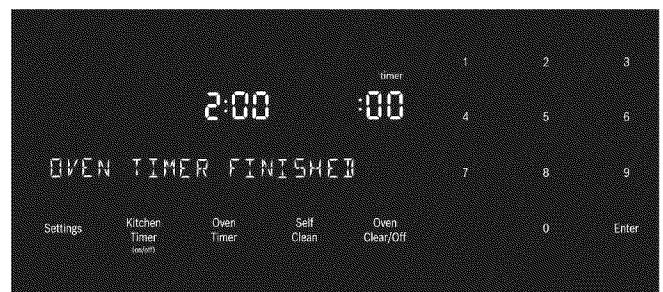 timer
2:00 :00
OVEN TIMER FINISHED
Settings
Kitchen
Timer
(on/off)
Oven
Timer
Self
Clean
Oven
Clear/Off
1 2 3
4 5 6
7 8 9
0 Enter